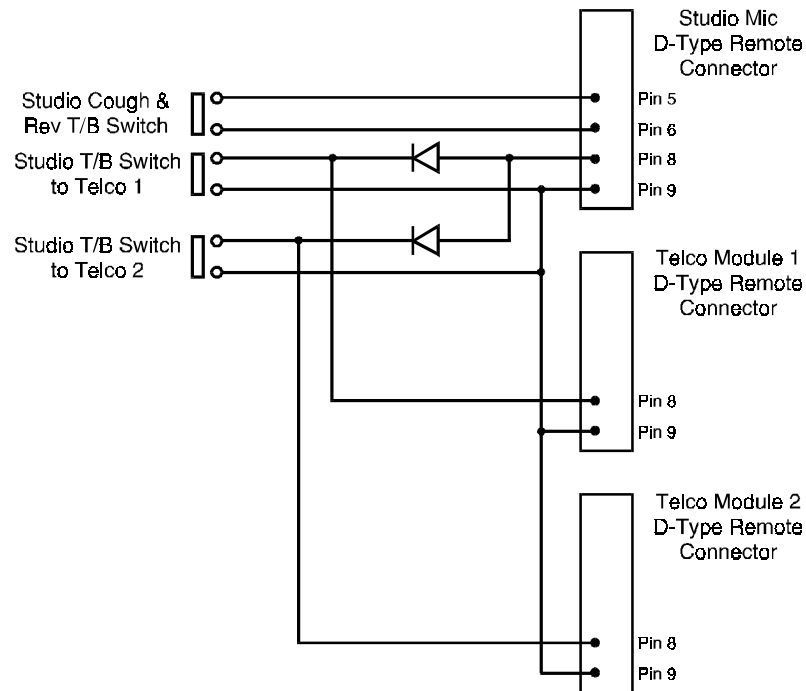 Studio Mic
D-Type Remote
Connector
Studio Cough &
Rev T/B Switch
Pin 5
Pin 6
Studio T/B Switch
to Telco 1
Pin 8
Pin 9
Studio T/B Switch
to Telco 2
Telco Module 1
D-Type Remote
Connector
Pin 8
Pin 9
Telco Module 2
D-Type Remote
Connector
Pin 8
Pin 9